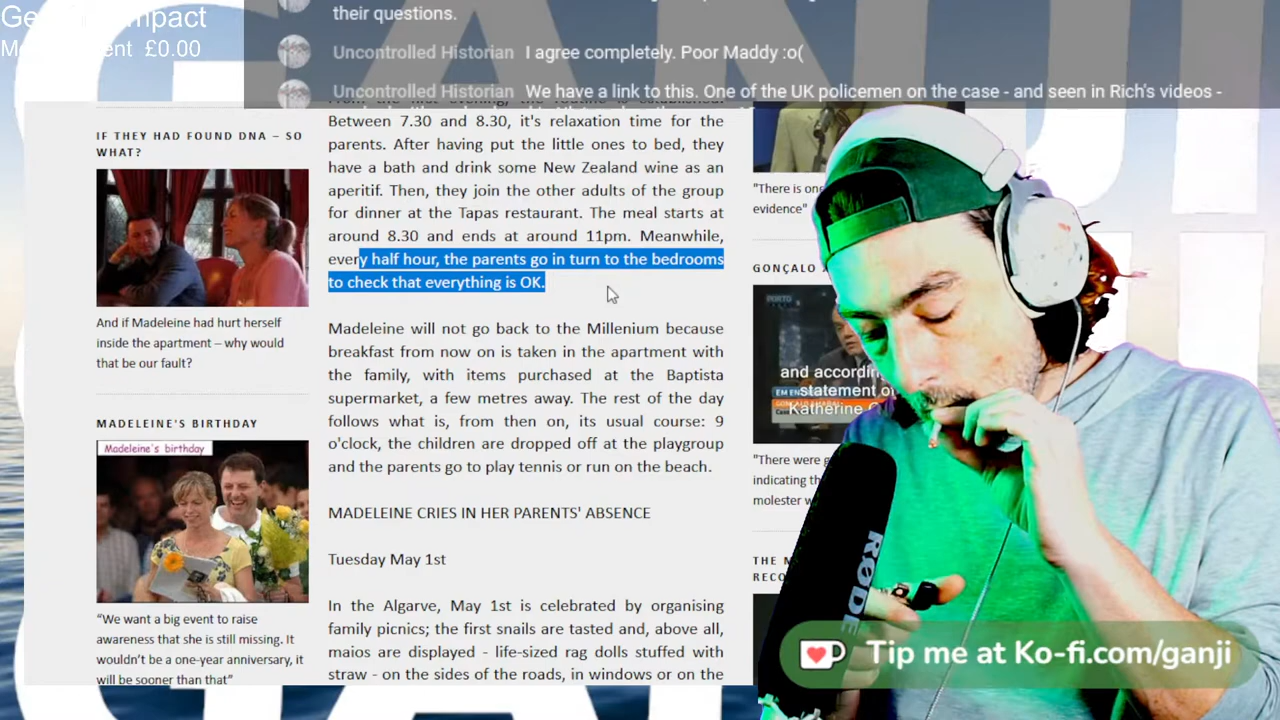 their questions.
Uncontrolled Historian I agree completely. Poor Maddy :o(
Uncontrolled Historian We have a link to this. One of the UK policemen on the case - and seen in Rich's videos -
£0.00
IF THEY HAD FOUND DNA – SO
WHAT?
And if Madeleine had hurt herself
inside the apartment – why would
that be our fault?
MADELEINE'S BIRTHDAY
Madeleine's birthday
“We want a big event to raise
awareness that she is still missing. It
wouldn’t be a one-year anniversary, it
will be sooner than that”
From the first evening, the routine is established.
Between 7.30 and 8.30, it's relaxation time for the
parents. After having put the little ones to bed, they
have a bath and drink some New Zealand wine as an
aperitif. Then, they join the other adults of the group
for dinner at the Tapas restaurant. The meal starts at
around 8.30 and ends at around 11pm. Meanwhile,
every half hour, the parents go in turn to the bedrooms
to check that everything is OK.
Madeleine will not go back to the Millenium because
breakfast from now on is taken in the apartment with
the family, with items purchased at the Baptista
supermarket, a few metres away. The rest of the day
follows what is, from then on, its usual course: 9
o'clock, the children are dropped off at the playgroup
and the parents go to play tennis or run on the beach.
MADELEINE CRIES IN HER PARENTS' ABSENCE
Tuesday May 1st
In the Algarve, May 1st is celebrated by organising
family picnics; the first snails are tasted and, above all,
maios are displayed - life-sized rag dolls stuffed with
straw - on the sides of the roads, in windows or on the
"There is one
evidence"
GONÇALO
and according
statement of
Katherine
"There were
indicating th
molester w
THE
RECO
RØDE
Tip me at Ko-fi.com/ganji